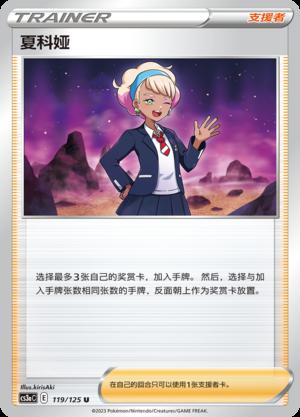 TRAINER 支援者
夏科娅
选择最多3张自己的奖赏卡，加入手牌。然后，选择与加
入手牌张数相同张数的手牌，反面朝上作为奖赏卡放置。
Illus.kirisAki
CS3aC E 119/125 U
在自己的回合只可以使用1张支援者卡。
©2023 Pokémon/Nintendo/Creatures/GAME FREAK.